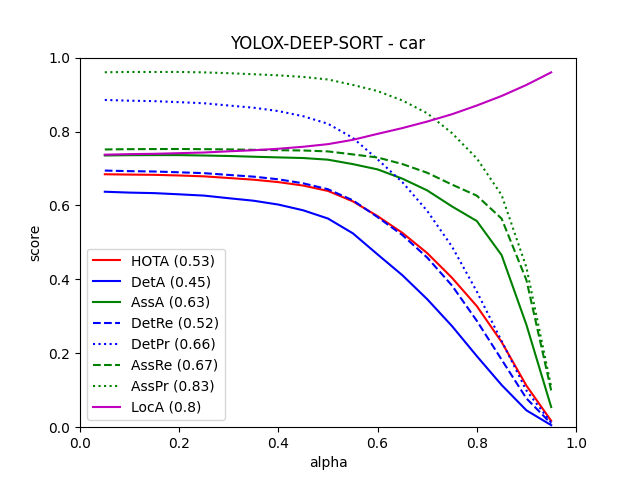 YOLOX-DEEP-SORT - car
1.0
0.8
0.6
0.4
0.2
0.0
score
HOTA (0.53)
DetA (0.45)
AssA (0.63)
DetRe (0.52)
DetPr (0.66)
AssRe (0.67)
AssPr (0.83)
LocA (0.8)
0.0 0.2 0.4 0.6 0.8 1.0
alpha